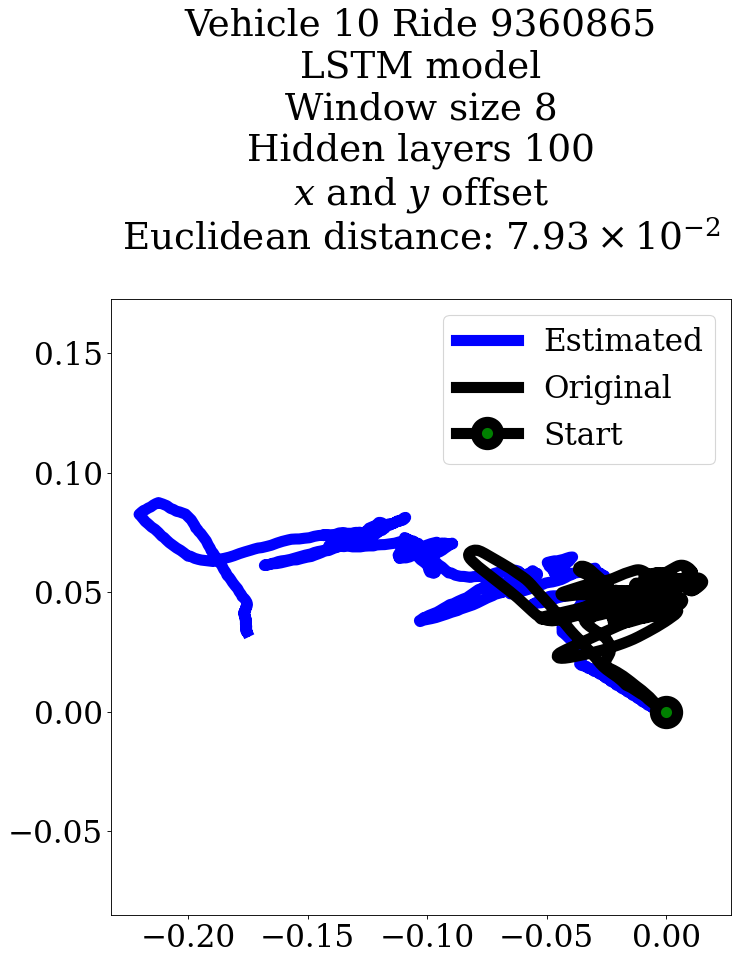 Vehicle 10 Ride 9360865
LSTM model
Window size 8
Hidden layers 100
x and y offset
Euclidean distance: 7.93 × 10⁻²
Estimated
Original
Start
0.15
0.10
0.05
0.00
−0.05
−0.20 −0.15 −0.10 −0.05 0.00